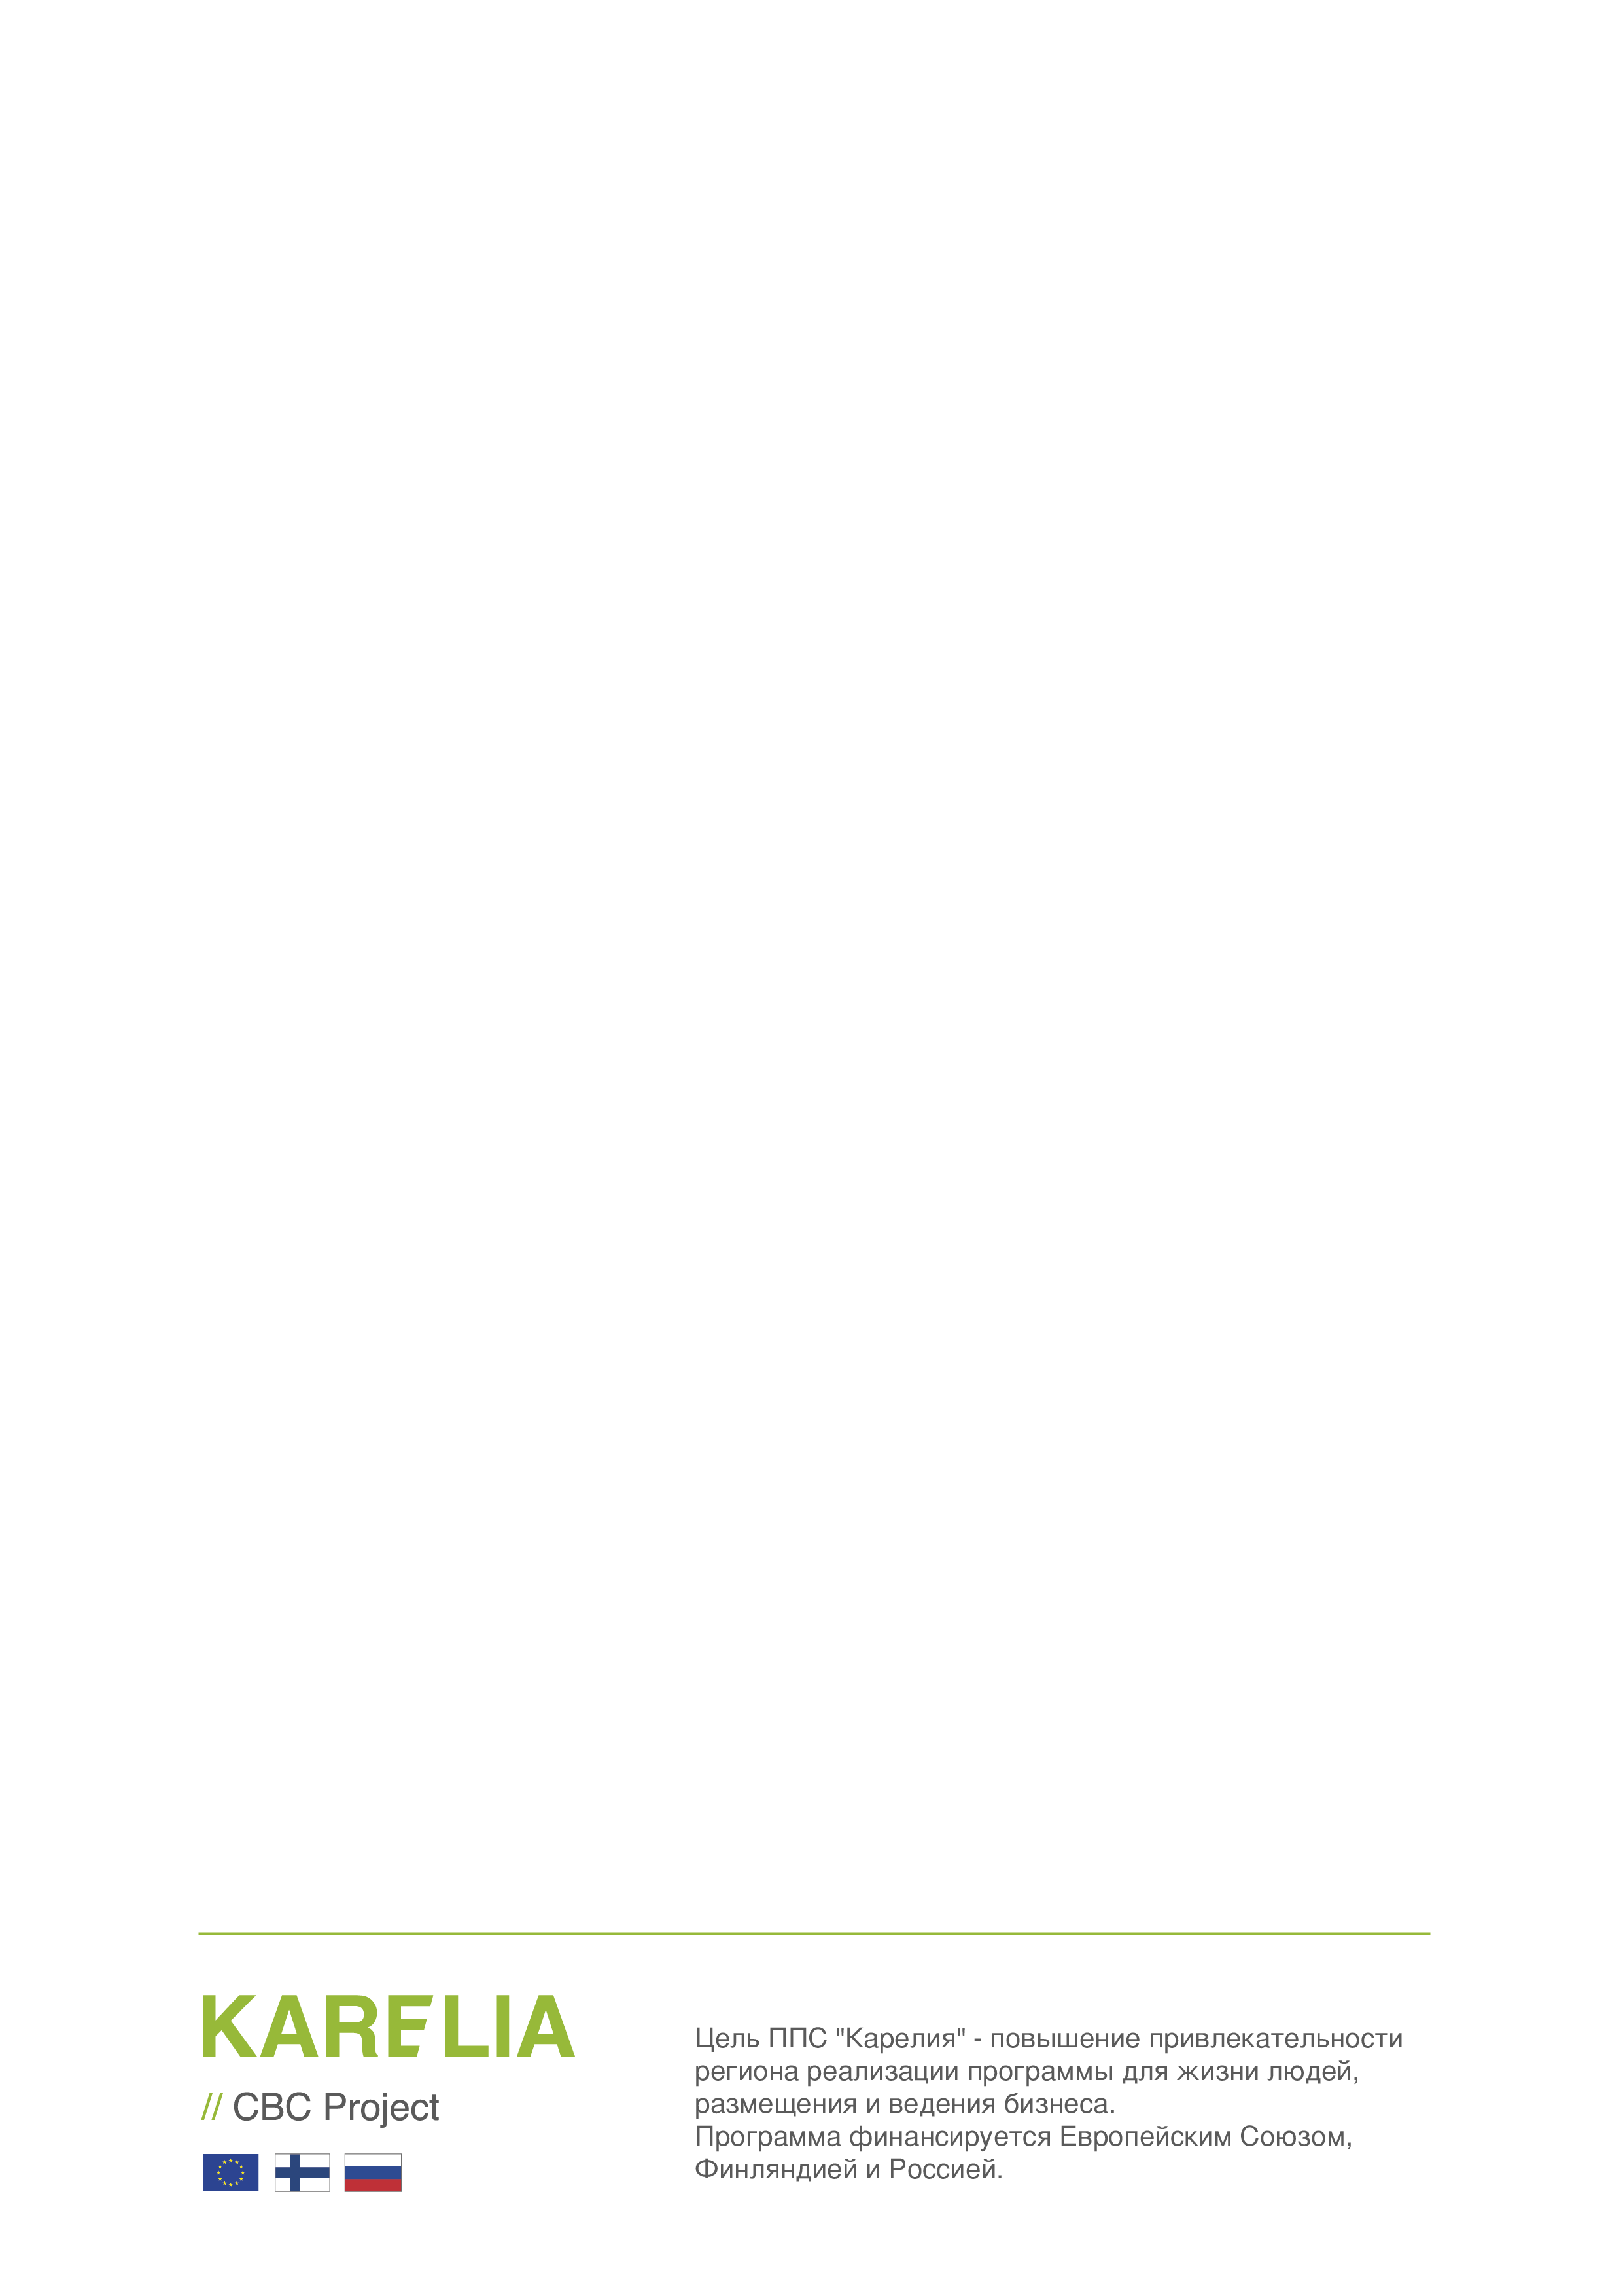 KARELIA
// CBC Project
Цель ППС "Карелия" - повышение привлекательности
региона реализации программы для жизни людей,
размещения и ведения бизнеса.
Программа финансируется Европейским Союзом,
Финляндией и Россией.